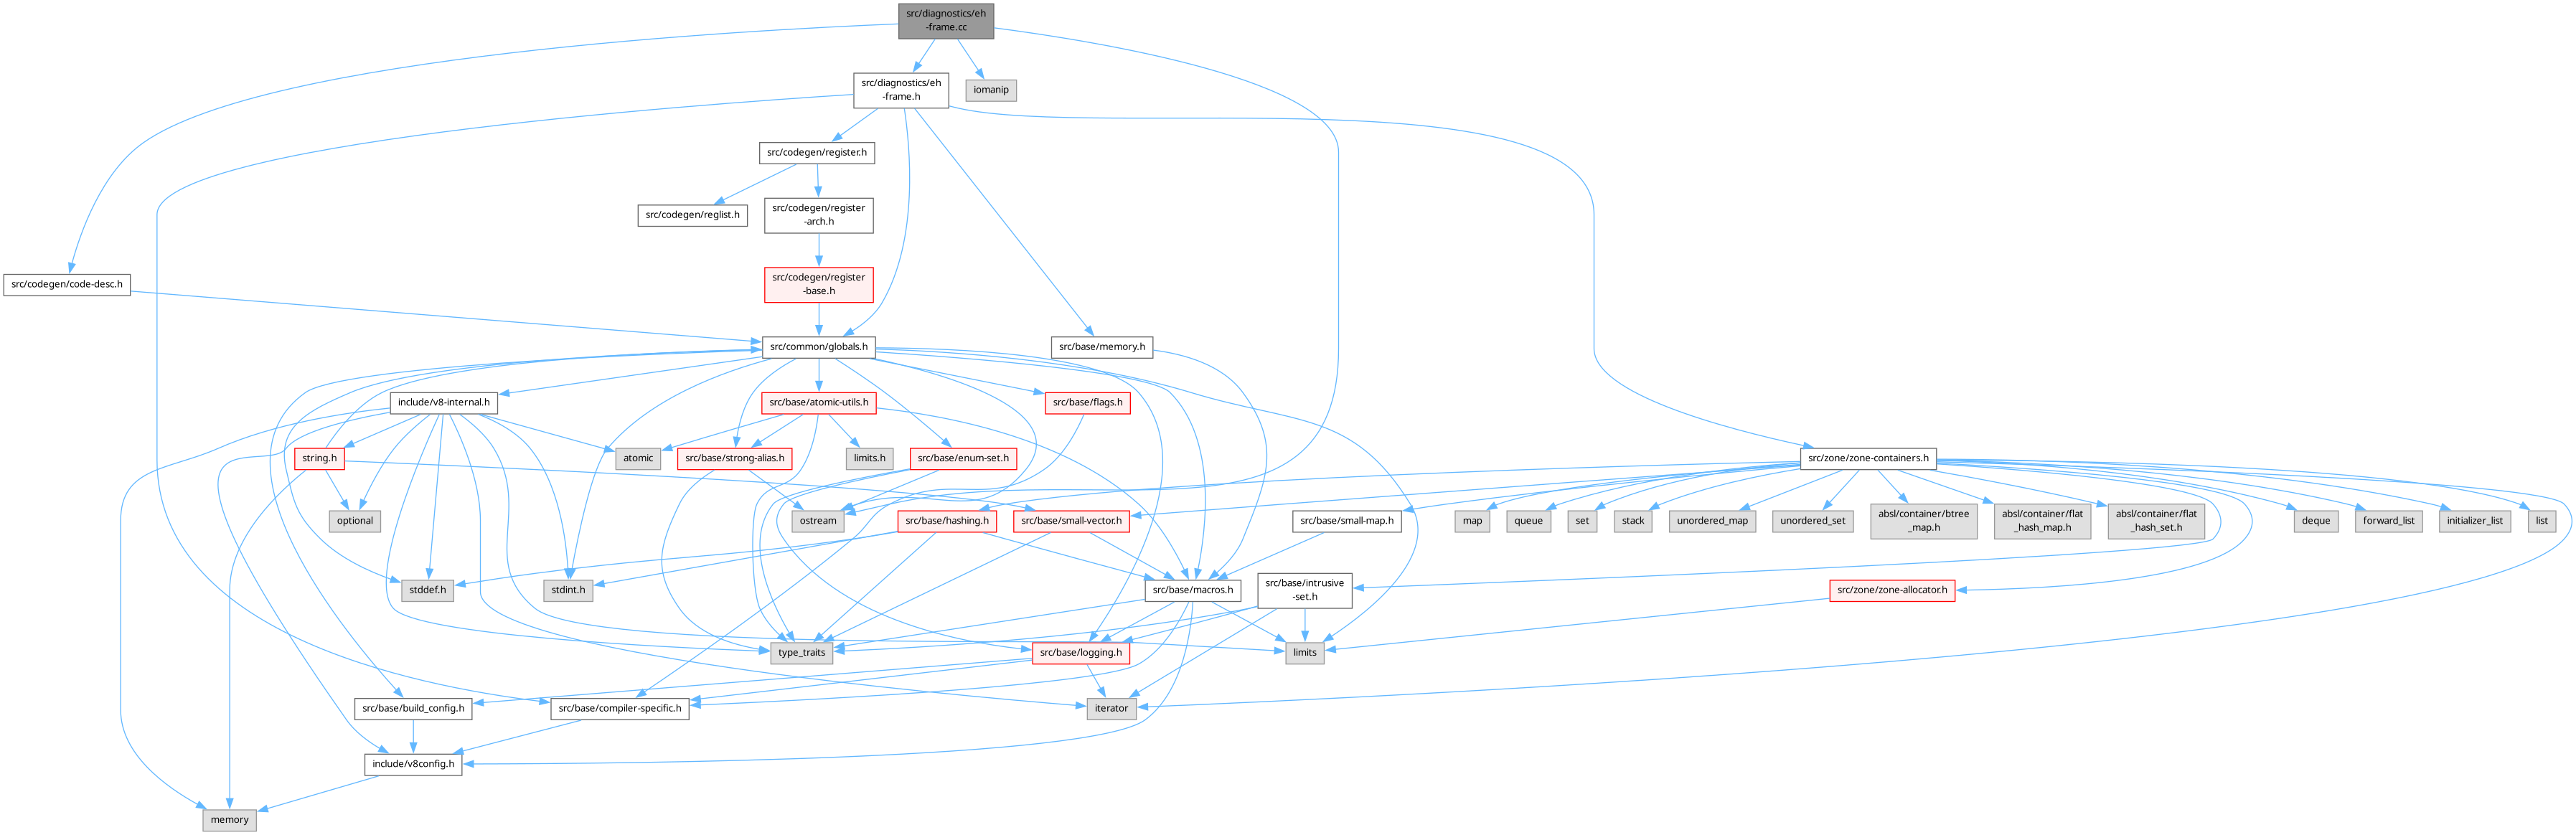 src/diagnostics/eh
-frame.cc
src/diagnostics/eh
-frame.h
iomanip
src/codegen/register.h
src/codegen/reglist.h
src/codegen/register
-arch.h
src/codegen/code-desc.h
src/codegen/register
-base.h
src/common/globals.h
src/base/memory.h
include/v8-internal.h
src/base/atomic-utils.h
src/base/flags.h
string.h
atomic
src/base/strong-alias.h
limits.h
src/base/enum-set.h
src/zone/zone-containers.h
optional
ostream
src/base/hashing.h
src/base/small-vector.h
src/base/small-map.h
map
queue
set
stack
unordered_map
unordered_set
absl/container/btree
_map.h
absl/container/flat
_hash_map.h
absl/container/flat
_hash_set.h
deque
forward_list
initializer_list
list
stddef.h
stdint.h
src/base/macros.h
src/base/intrusive
-set.h
src/zone/zone-allocator.h
type_traits
src/base/logging.h
limits
src/base/build_config.h
src/base/compiler-specific.h
iterator
include/v8config.h
memory